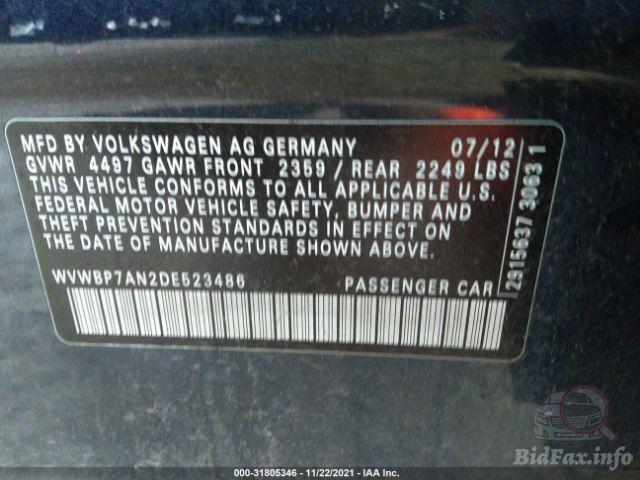 MFD BY VOLKSWAGEN AG GERMANY 07/12
GVWR 4497 GAWR FRONT 2359 / REAR 2249 LBS
THIS VEHICLE CONFORMS TO ALL APPLICABLE U.S.
FEDERAL MOTOR VEHICLE SAFETY, BUMPER AND
THEFT PREVENTION STANDARDS IN EFFECT ON
THE DATE OF MANUFACTURE SHOWN ABOVE.
WVWBP7AN2DE523486 PASSENGER CAR
2915637 3063 1
BidFax.info
000-31805346 - 11/22/2021 - IAA Inc.